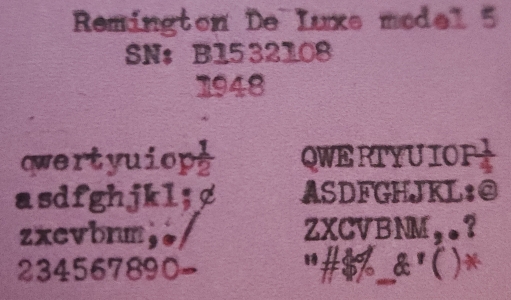 Remington De Luxe model 5
SN: B1532108
1948
qwertyuiop½ QWERTYUIOP¼
asdfghjkl;¢ ASDFGHJKL:@
zxcvbnm,./ ZXCVBNM,.?
234567890- "#$%_&'()*